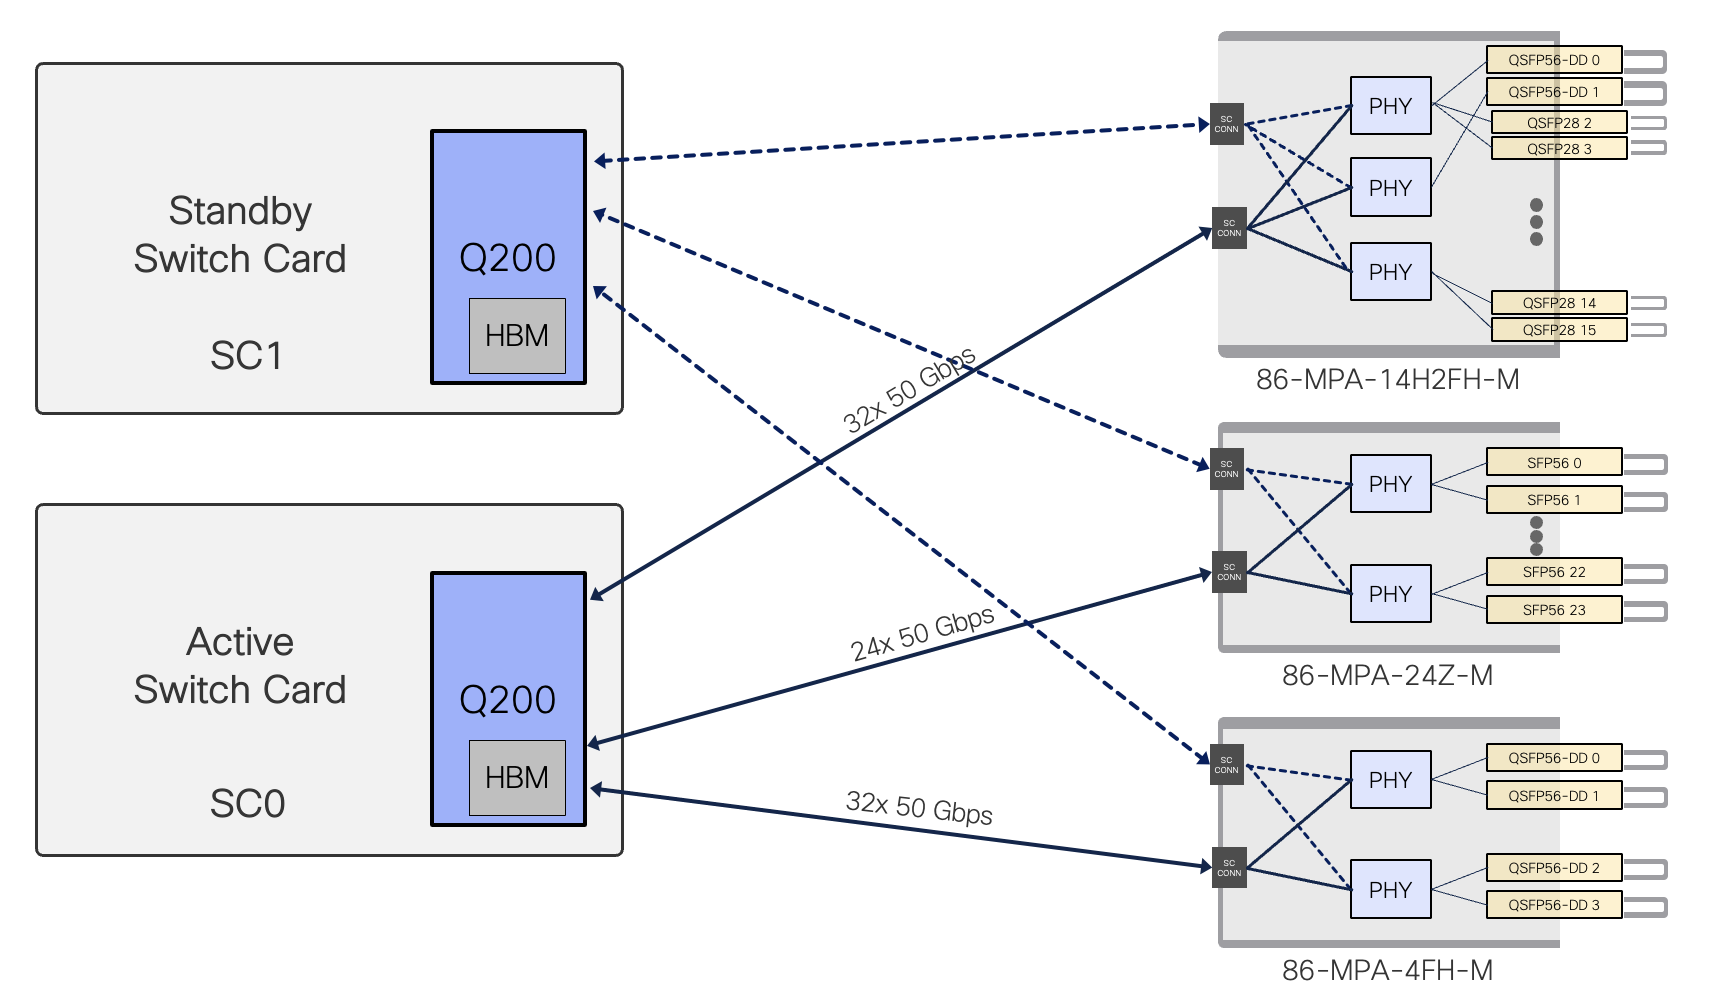 Standby
Switch Card
SC1
Q200
HBM
Active
Switch Card
SC0
Q200
HBM
32x 50 Gbps
24x 50 Gbps
32x 50 Gbps
SC
CONN
SC
CONN
PHY
PHY
PHY
QSFP56-DD 0
QSFP56-DD 1
QSFP28 2
QSFP28 3
QSFP28 14
QSFP28 15
86-MPA-14H2FH-M
SC
CONN
SC
CONN
PHY
PHY
SFP56 0
SFP56 1
SFP56 22
SFP56 23
86-MPA-24Z-M
SC
CONN
SC
CONN
PHY
PHY
QSFP56-DD 0
QSFP56-DD 1
QSFP56-DD 2
QSFP56-DD 3
86-MPA-4FH-M